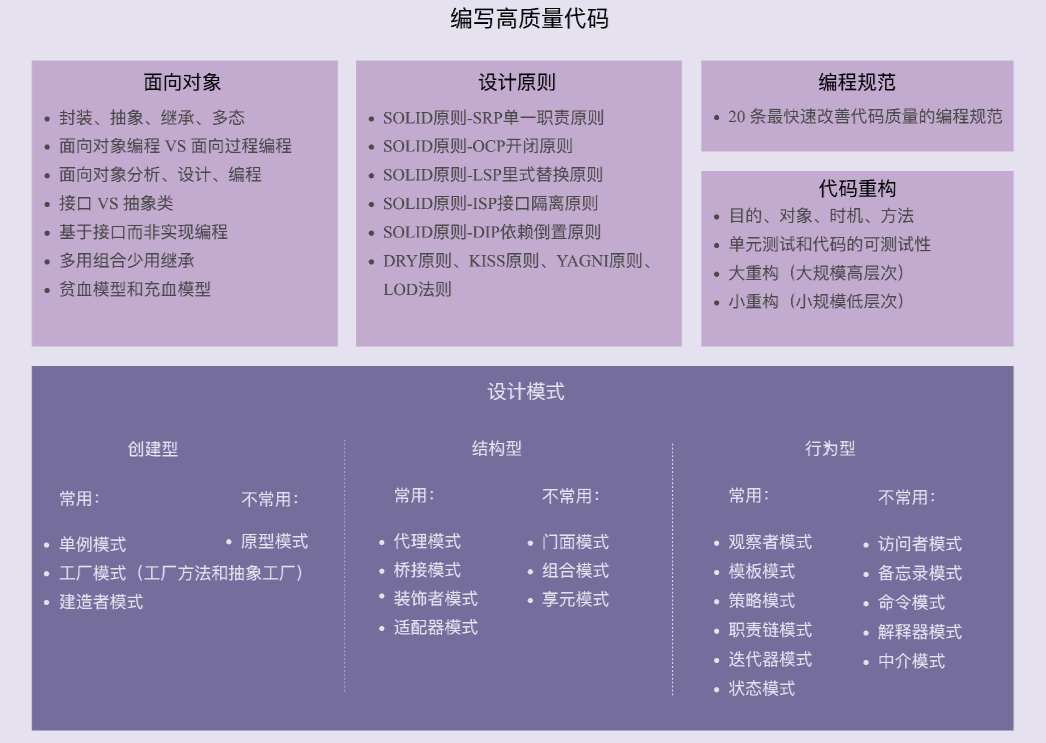 编写高质量代码
面向对象
封装、抽象、继承、多态
面向对象编程 VS 面向过程编程
面向对象分析、设计、编程
接口 VS 抽象类
基于接口而非实现编程
多用组合少用继承
贫血模型和充血模型
设计原则
SOLID原则-SRP单一职责原则
SOLID原则-OCP开闭原则
SOLID原则-LSP里式替换原则
SOLID原则-ISP接口隔离原则
SOLID原则-DIP依赖倒置原则
DRY原则、KISS原则、YAGNI原则、
LOD法则
编程规范
20 条最快速改善代码质量的编程规范
代码重构
目的、对象、时机、方法
单元测试和代码的可测试性
大重构（大规模高层次）
小重构（小规模低层次）
设计模式
创建型
常用：
单例模式
工厂模式（工厂方法和抽象工厂）
建造者模式
不常用：
原型模式
结构型
常用：
代理模式
桥接模式
装饰者模式
适配器模式
不常用：
门面模式
组合模式
享元模式
行为型
常用：
观察者模式
模板模式
策略模式
职责链模式
迭代器模式
状态模式
不常用：
访问者模式
备忘录模式
命令模式
解释器模式
中介模式